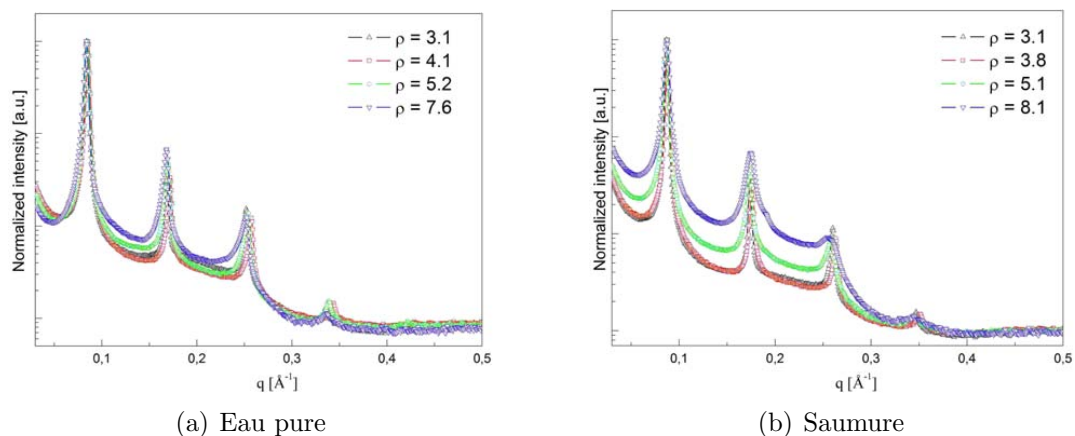 Normalized intensity [a.u.]
ρ = 3.1
ρ = 4.1
ρ = 5.2
ρ = 7.6
0,1 0,2 0,3 0,4 0,5
q [Å⁻¹]
(a) Eau pure
Normalized intensity [a.u.]
ρ = 3.1
ρ = 3.8
ρ = 5.1
ρ = 8.1
0,1 0,2 0,3 0,4 0,5
q [Å⁻¹]
(b) Saumure